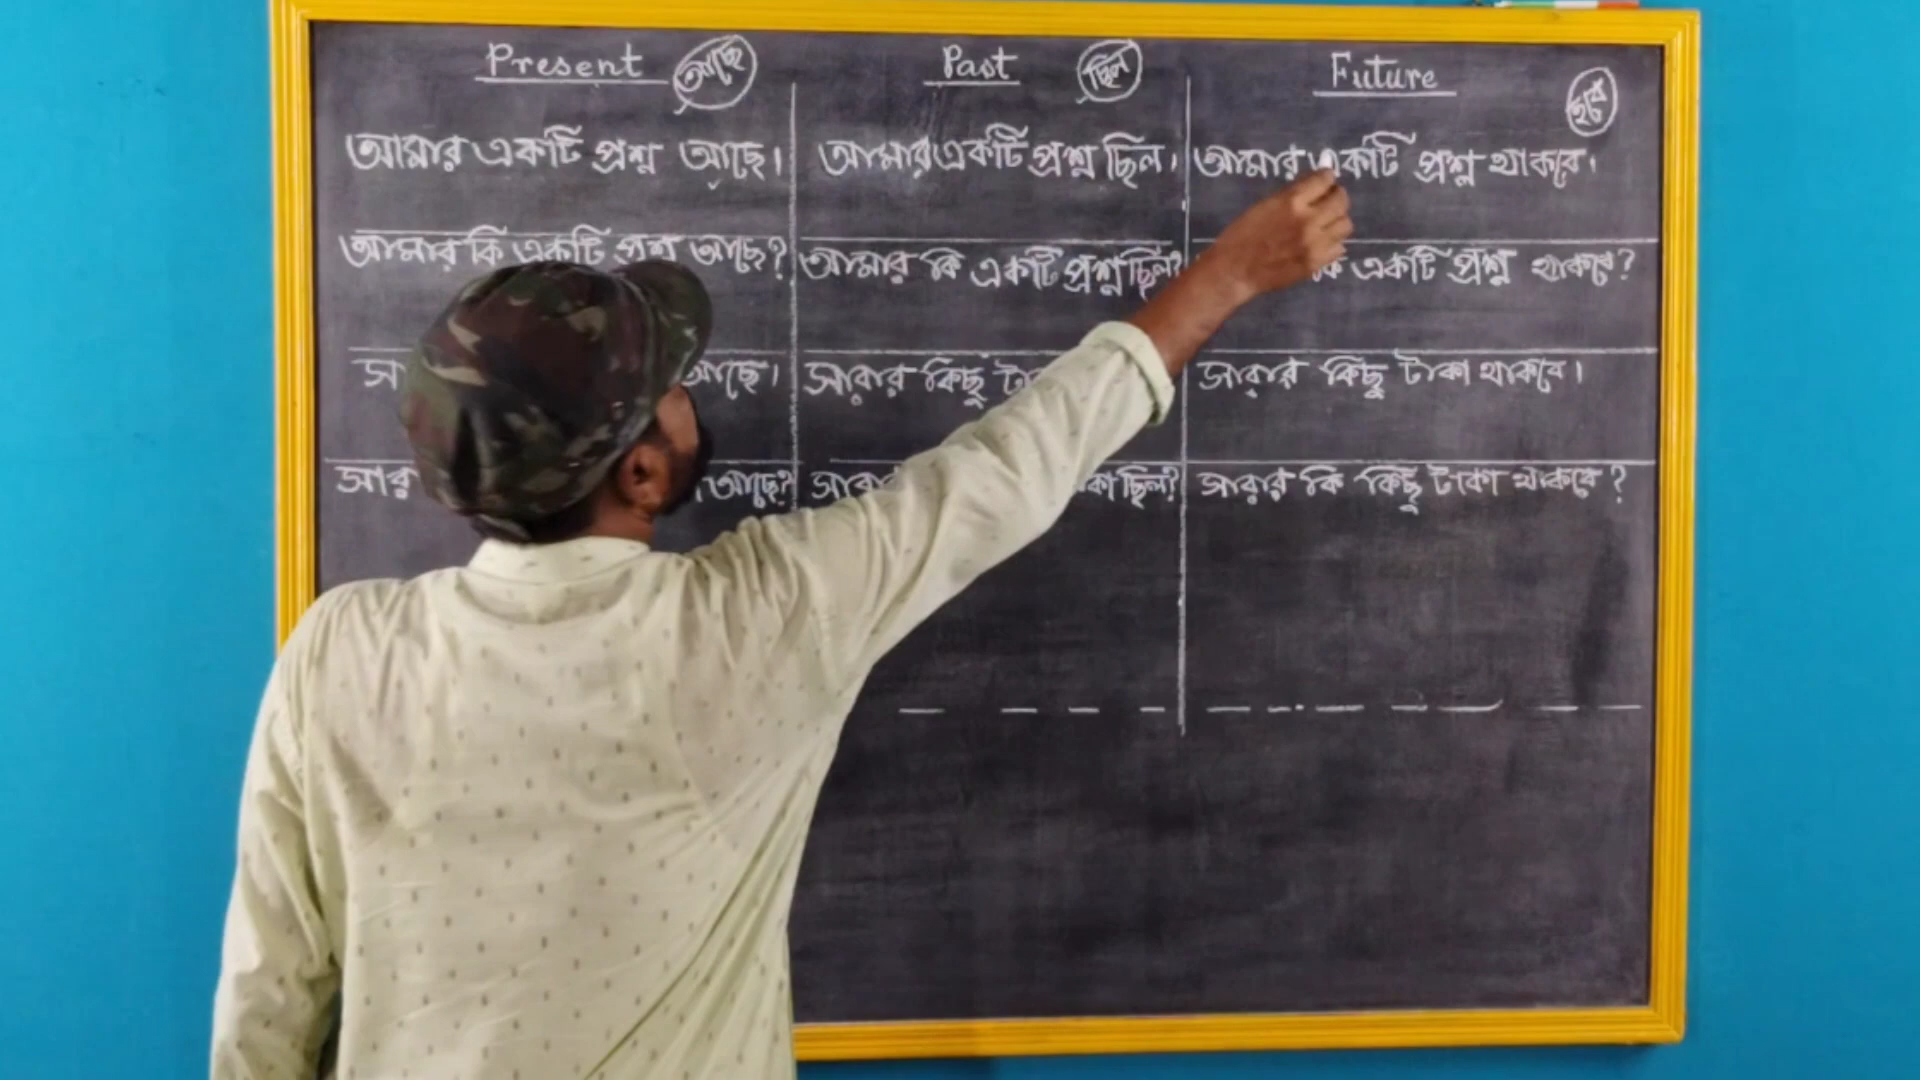 Present আছে Past ছিল Future হবে
আমার একটি প্রশ্ন আছে। আমার একটি প্রশ্ন ছিল। আমার একটি প্রশ্ন থাকবে।
আমার কি একটি প্রশ্ন আছে? আমার কি একটি প্রশ্ন ছিল? কি একটি প্রশ্ন থাকবে?
আছে। সারার কিছু সারার কিছু টাকা থাকবে।
আছে? ছিল? সারার কি কিছু টাকা থাকবে?